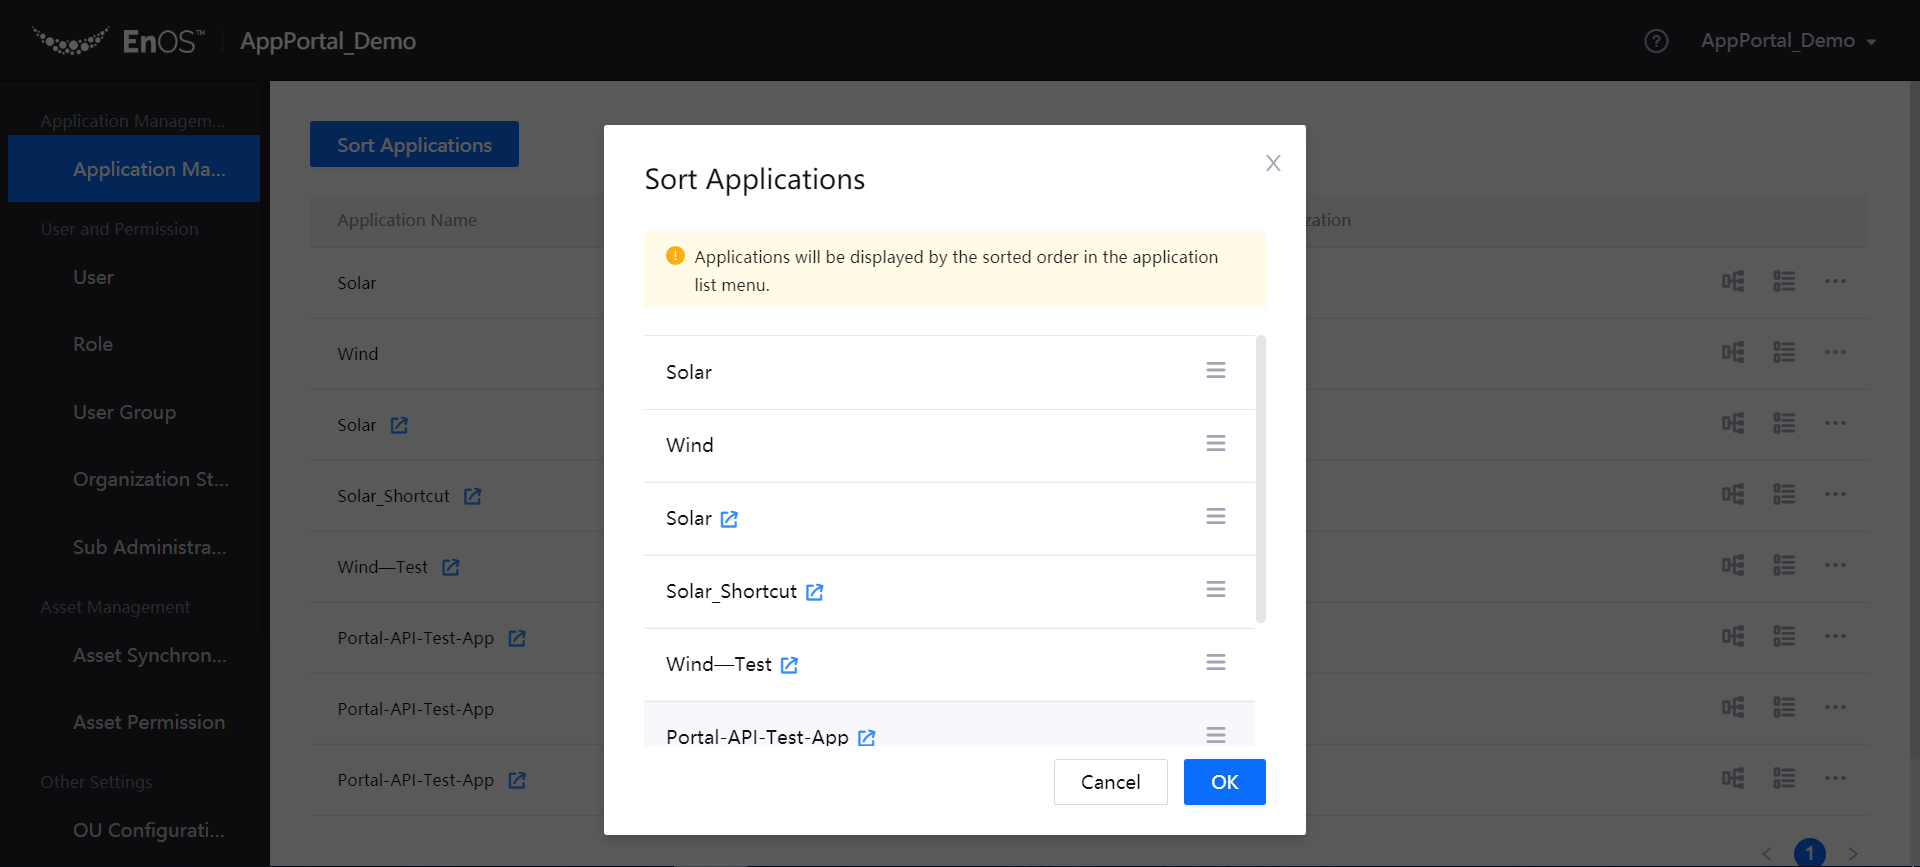 EnOS™ AppPortal_Demo
AppPortal_Demo
Application Managem...
Application Ma...
User and Permission
User
Role
User Group
Organization St...
Sub Administra...
Asset Management
Asset Synchron...
Asset Permission
Other Settings
OU Configurati...
Sort Applications
Application Name
zation
Solar
Wind
Solar
Solar_Shortcut
Wind—Test
Portal-API-Test-App
Portal-API-Test-App
Portal-API-Test-App
1
Sort Applications
X
Applications will be displayed by the sorted order in the application
list menu.
Solar
Wind
Solar
Solar_Shortcut
Wind—Test
Portal-API-Test-App
Cancel
OK